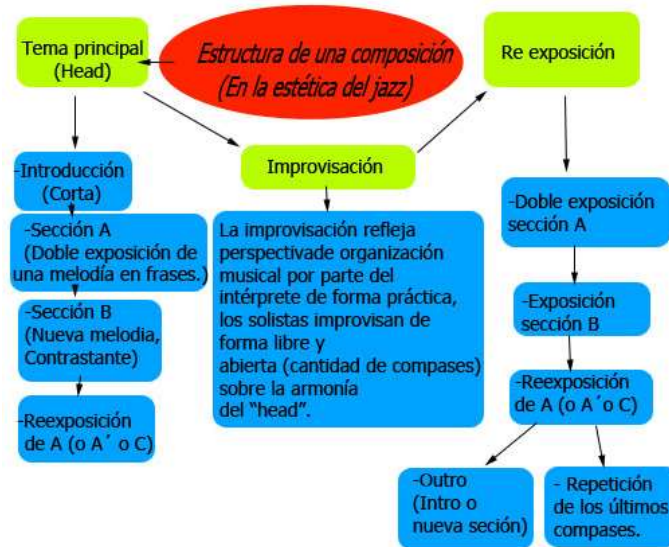 Estructura de una composición
(En la estética del jazz)
Tema principal
(Head)
-Introducción
(Corta)
-Sección A
(Doble exposición de
una melodía en frases.)
-Sección B
(Nueva melodia,
Contrastante)
-Reexposición
de A (o A´ o C)
Improvisación
La improvisación refleja
perspectivade organización
musical por parte del
intérprete de forma práctica,
los solistas improvisan de
forma libre y
abierta (cantidad de compases)
sobre la armonía
del “head”.
Re exposición
-Doble exposición
sección A
-Exposición
sección B
-Reexposición
de A (o A´o C)
-Outro
(Intro o
nueva seción)
- Repetición
de los últimos
compases.